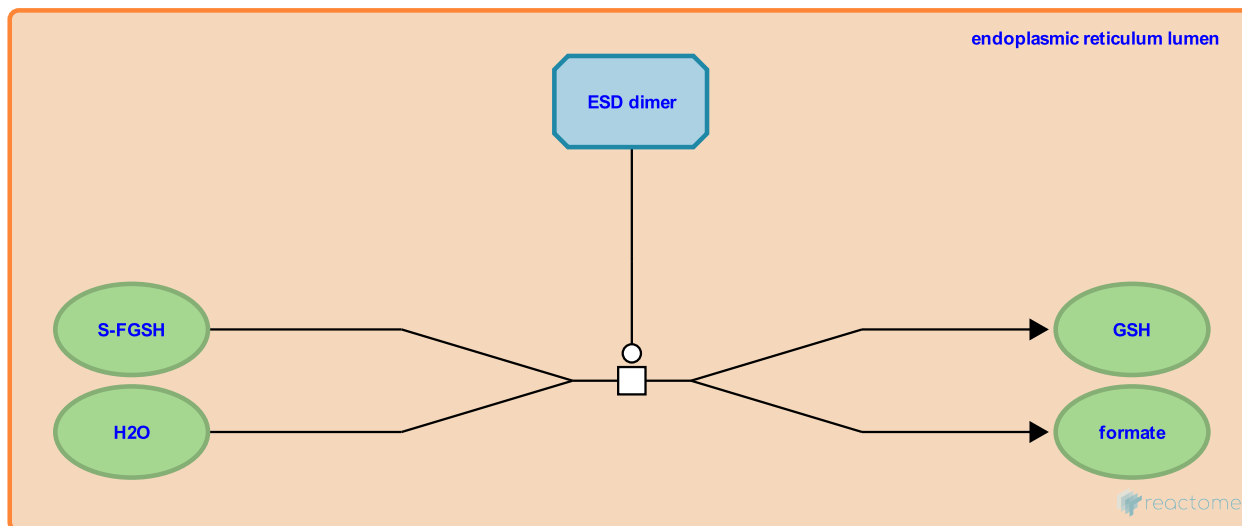 endoplasmic reticulum lumen
ESD dimer
S-FGSH
GSH
H2O
formate
reactome